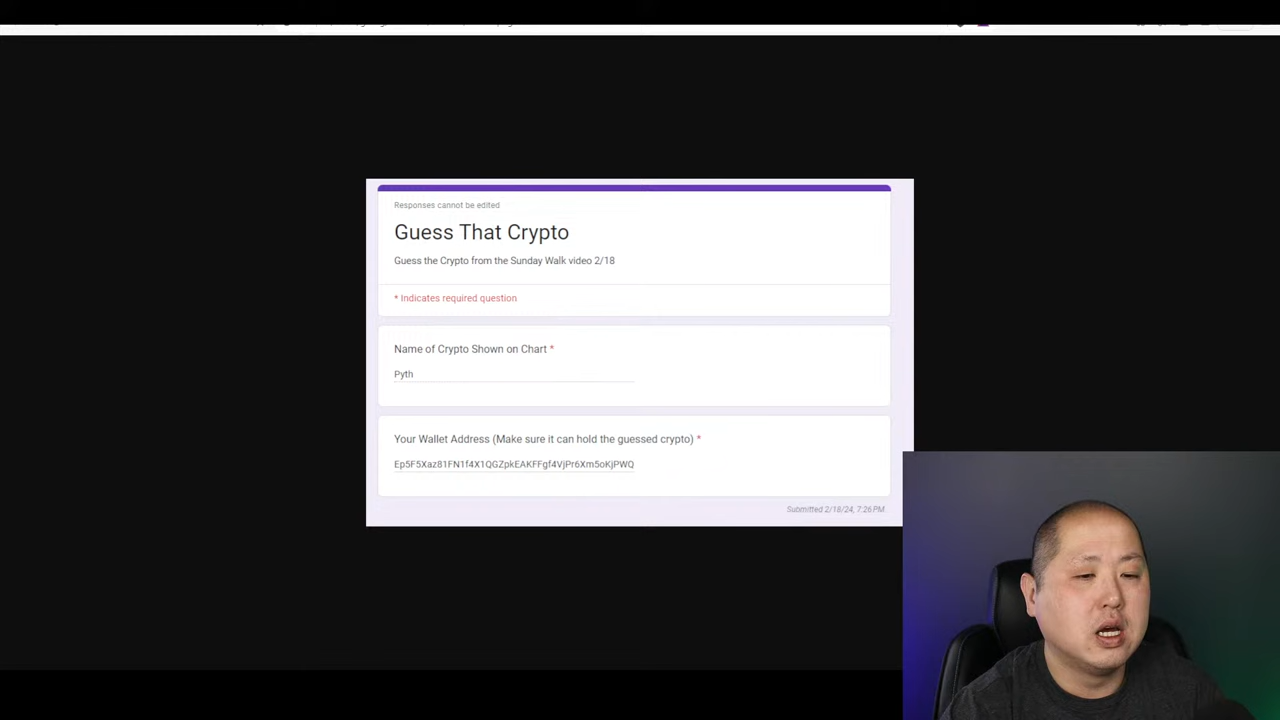 Responses cannot be edited
Guess That Crypto
Guess the Crypto from the Sunday Walk video 2/18
* Indicates required question
Name of Crypto Shown on Chart *
Pyth
Your Wallet Address (Make sure it can hold the guessed crypto) *
Ep5F5Xaz81FN1f4X1QGZpkEAKFFgf4VjPr6Xm5oKjPWQ
Submitted 2/18/24, 7:26 PM